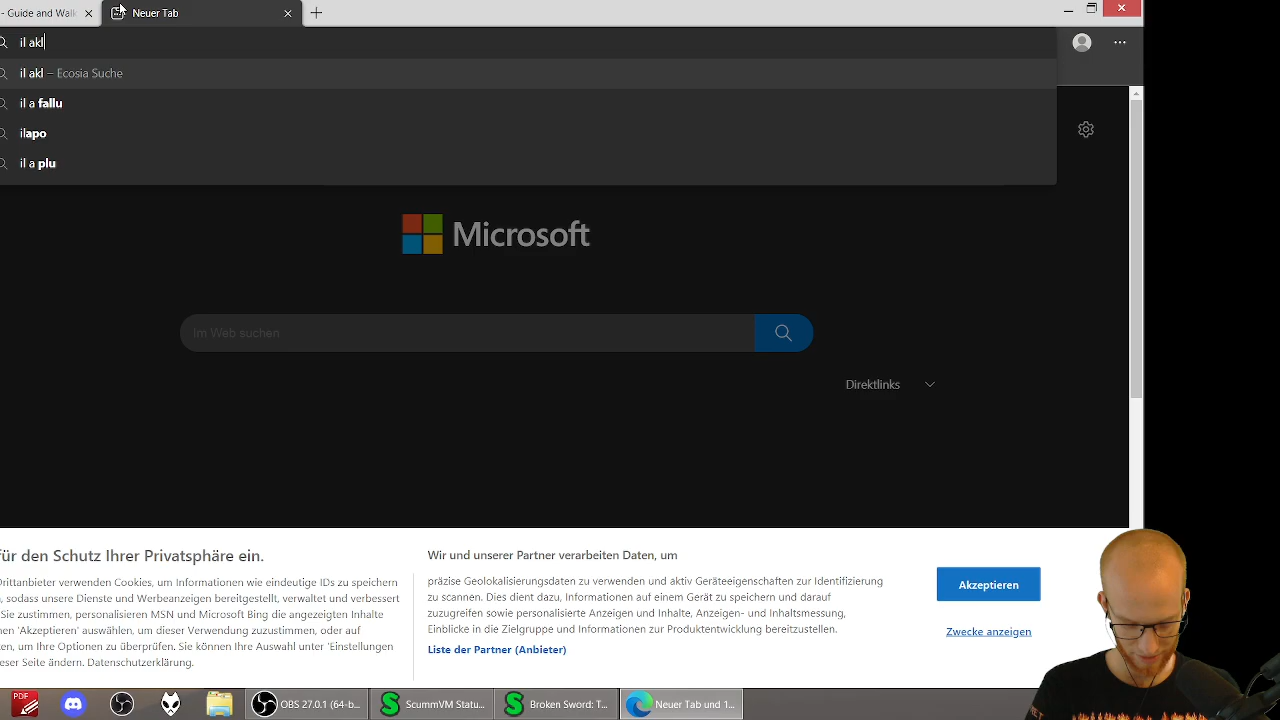 - Guide and Walk
Neuer Tab
il akl
il akl – Ecosia Suche
il a fallu
ilapo
il a plu
Microsoft
Im Web suchen
Direktlinks
für den Schutz Ihrer Privatsphäre ein.
Drittanbieter verwenden Cookies, um Informationen wie eindeutige IDs zu speichern
, sodass unsere Dienste und Werbeanzeigen bereitgestellt, verwaltet und verbessert
Sie zustimmen, personalisieren MSN und Microsoft Bing die angezeigten Inhalte
nen 'Akzeptieren' auswählen, um dieser Verwendung zuzustimmen, oder auf
ken, um Ihre Optionen zu überprüfen. Sie können Ihre Auswahl unter 'Einstellungen
eser Seite ändern. Datenschutzerklärung.
Wir und unserer Partner verarbeiten Daten, um
präzise Geolokalisierungsdaten zu verwenden und aktiv Geräteeigenschaften zur Identifizierung
zu scannen. Dies dient dazu, Informationen auf einem Gerät zu speichern und darauf
zuzugreifen sowie personalisierte Anzeigen und Inhalte, Anzeigen- und Inhaltsmessung,
Einblicke in die Zielgruppe und Informationen zur Produktentwicklung bereitzustellen.
Liste der Partner (Anbieter)
Akzeptieren
Zwecke anzeigen
PDF
OBS 27.0.1 (64-b...
ScummVM Statu...
Broken Sword: T...
Neuer Tab und 1...